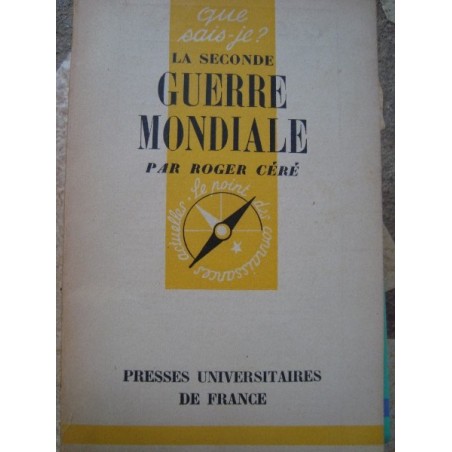 que
sais-je?
LA SECONDE
GUERRE
MONDIALE
PAR ROGER CÉRÉ
le point des connaissances actuelles
PRESSES UNIVERSITAIRES
DE FRANCE